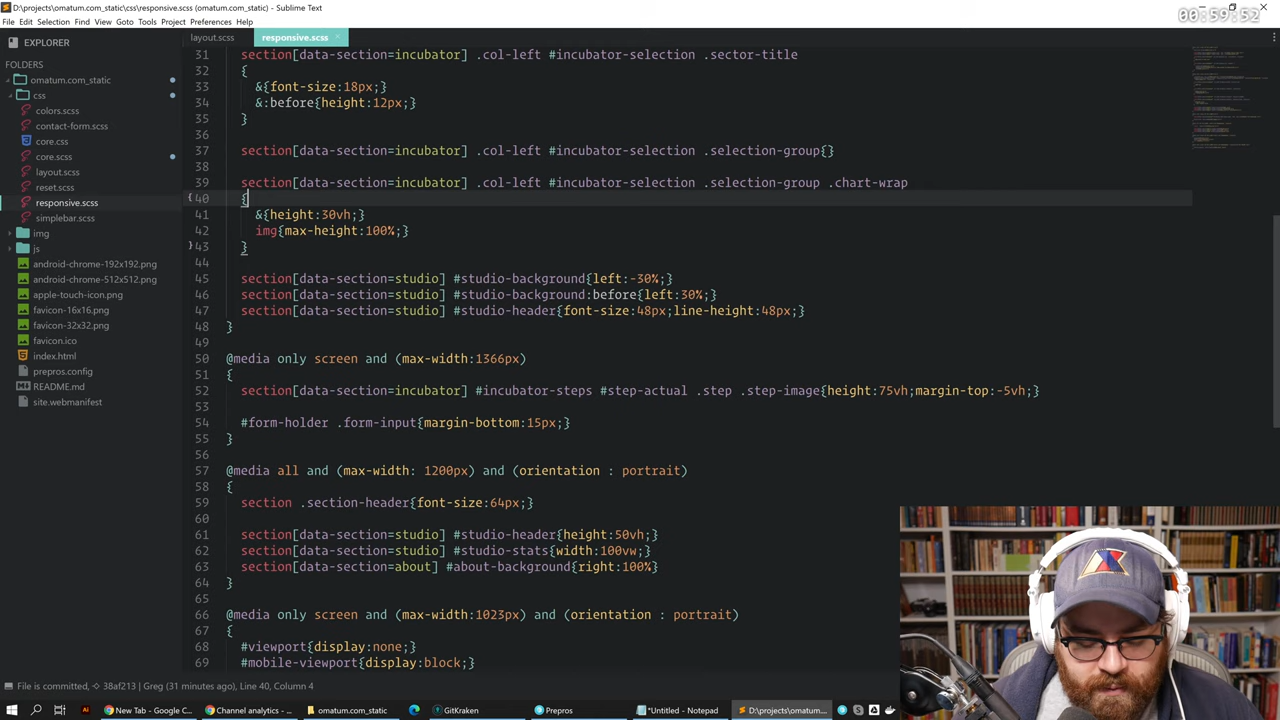 D:\projects\omatum.com_static\css\responsive.scss (omatum.com_static) - Sublime Text
00:59:52
File Edit Selection Find View Goto Tools Project Preferences Help
EXPLORER
layout.scss
responsive.scss ×
FOLDERS
omatum.com_static
css
colors.scss
contact-form.scss
core.css
core.scss
layout.scss
reset.scss
responsive.scss
simplebar.scss
img
js
android-chrome-192x192.png
android-chrome-512x512.png
apple-touch-icon.png
favicon-16x16.png
favicon-32x32.png
favicon.ico
index.html
prepros.config
README.md
site.webmanifest
31 section[data-section=incubator] .col-left #incubator-selection .sector-title
32 {
33 &{font-size:18px;}
34 &:before{height:12px;}
35 }
36
37 section[data-section=incubator] .col-left #incubator-selection .selection-group{}
38
39 section[data-section=incubator] .col-left #incubator-selection .selection-group .chart-wrap
40 {
41 &{height:30vh;}
42 img{max-height:100%;}
43 }
44
45 section[data-section=studio] #studio-background{left:-30%;}
46 section[data-section=studio] #studio-background:before{left:30%;}
47 section[data-section=studio] #studio-header{font-size:48px;line-height:48px;}
48 }
49
50 @media only screen and (max-width:1366px)
51 {
52 section[data-section=incubator] #incubator-steps #step-actual .step .step-image{height:75vh;margin-top:-5vh;}
53
54 #form-holder .form-input{margin-bottom:15px;}
55 }
56
57 @media all and (max-width: 1200px) and (orientation : portrait)
58 {
59 section .section-header{font-size:64px;}
60
61 section[data-section=studio] #studio-header{height:50vh;}
62 section[data-section=studio] #studio-stats{width:100vw;}
63 section[data-section=about] #about-background{right:100%}
64 }
65
66 @media only screen and (max-width:1023px) and (orientation : portrait)
67 {
68 #viewport{display:none;}
69 #mobile-viewport{display:block;}
File is committed, 38af213 | Greg (31 minutes ago), Line 40, Column 4
New Tab - Google C... Channel analytics - ... omatum.com_static GitKraken Prepros *Untitled - Notepad D:\projects\omatum...